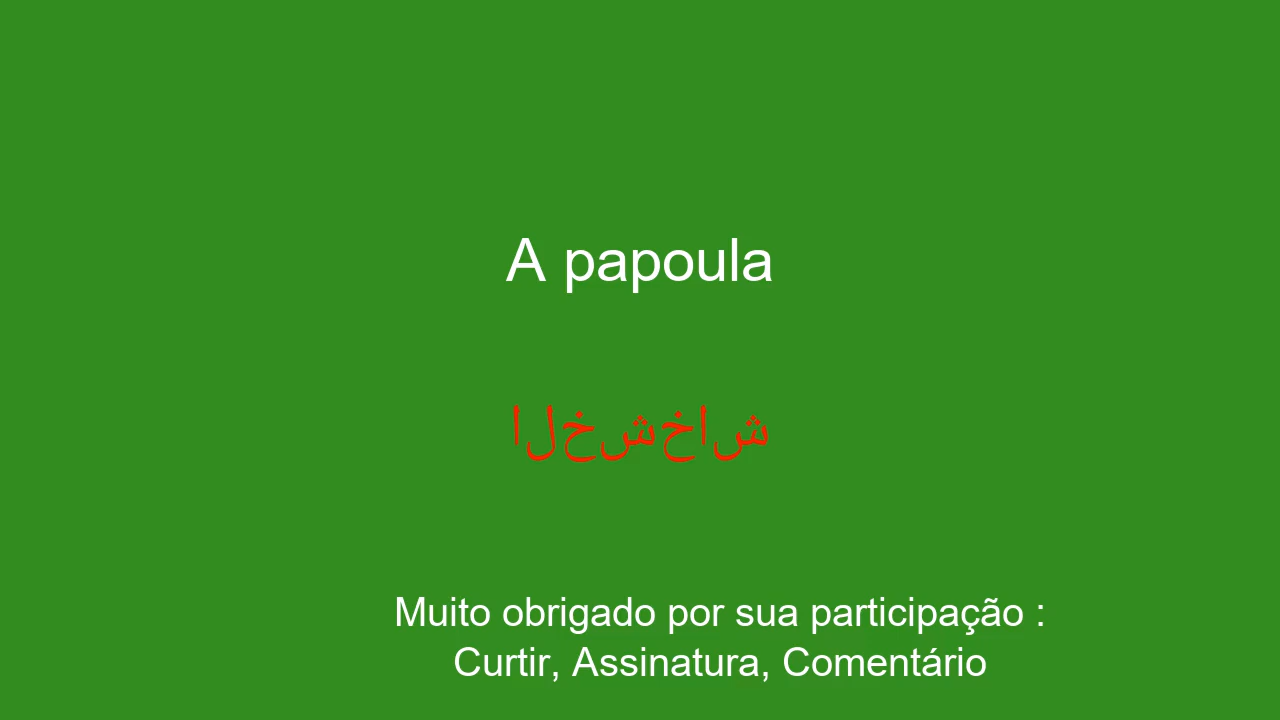 A papoula
الخشخاش
Muito obrigado por sua participação :
Curtir, Assinatura, Comentário